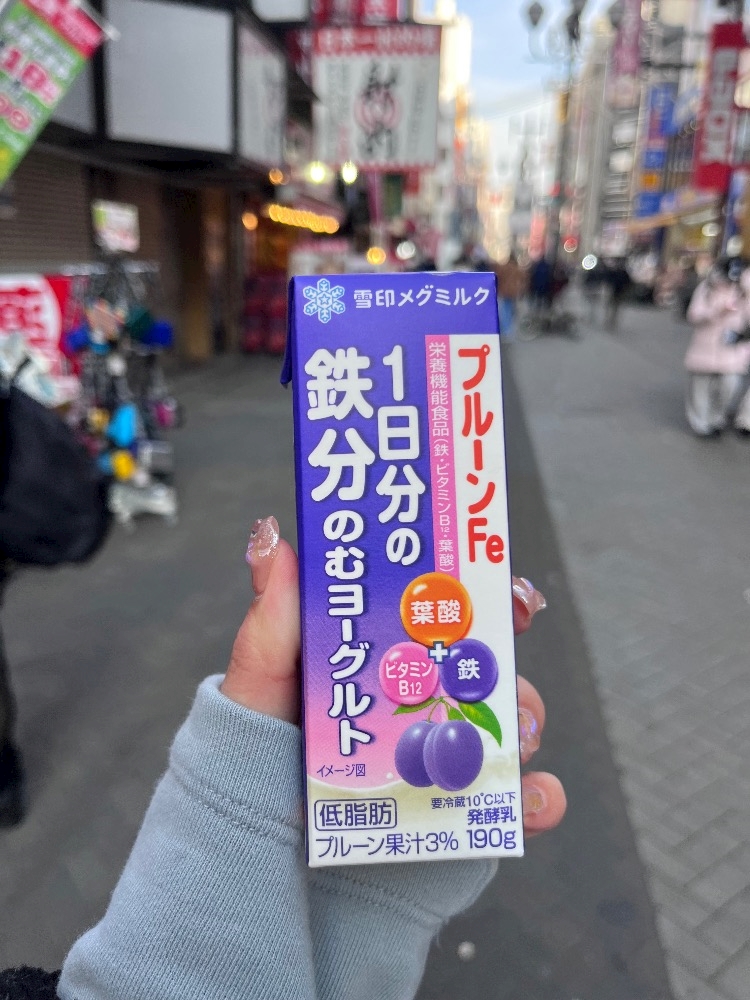 雪印メグミルク
プルーンFe
栄養機能食品(鉄・ビタミンB12・葉酸)
1日分の
鉄分のむヨーグルト
葉酸
+
ビタミン
B12
鉄
イメージ図
低脂肪
要冷蔵10℃以下
発酵乳
プルーン果汁3% 190g
薬